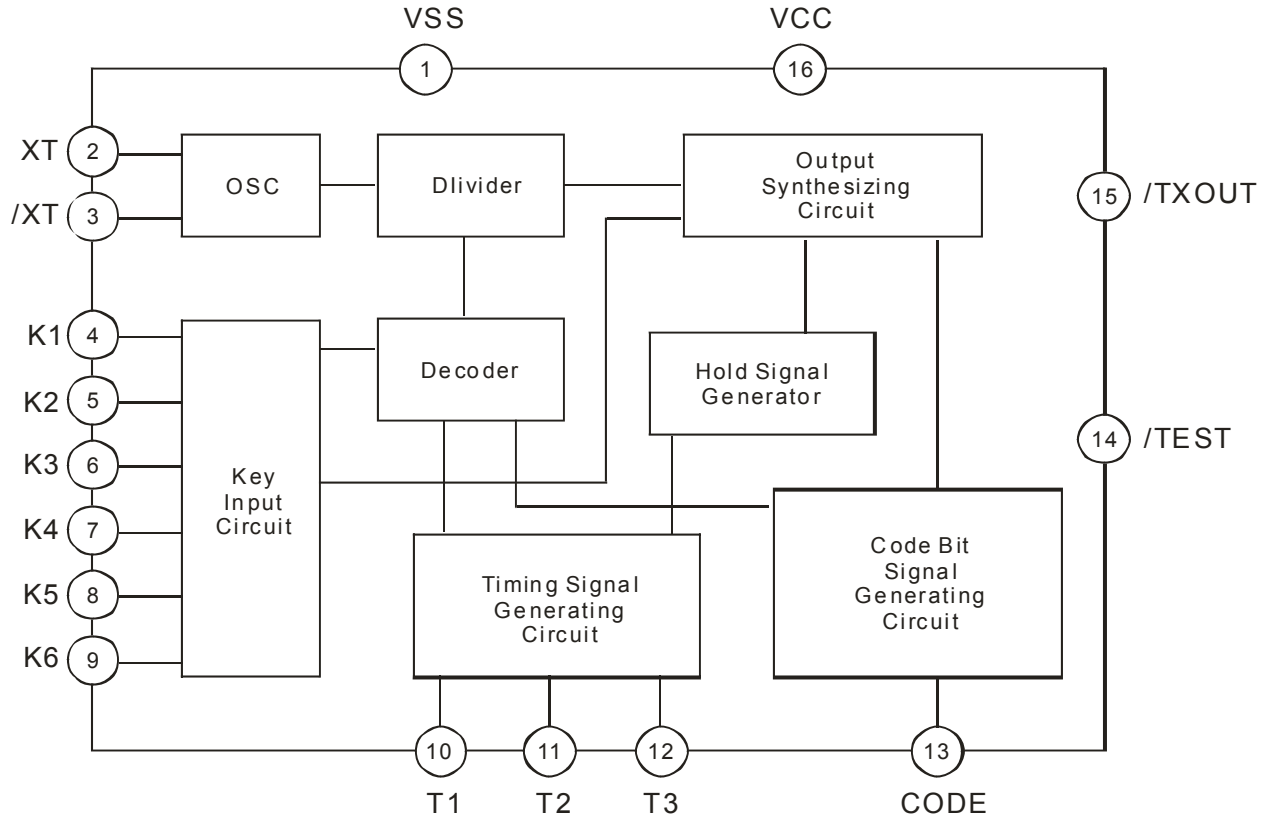 VSS
VCC
1
16
XT
2
OSC
Dlivider
Output
Synthesizing
Circuit
15
/TXOUT
/XT
3
K1
4
Decoder
Hold Signal
Generator
K2
5
14
/TEST
K3
6
Key
Input
Circuit
K4
7
Timing Signal
Generating
Circuit
Code Bit
Signal
Generating
Circuit
K5
8
K6
9
10
11
12
13
T1
T2
T3
CODE